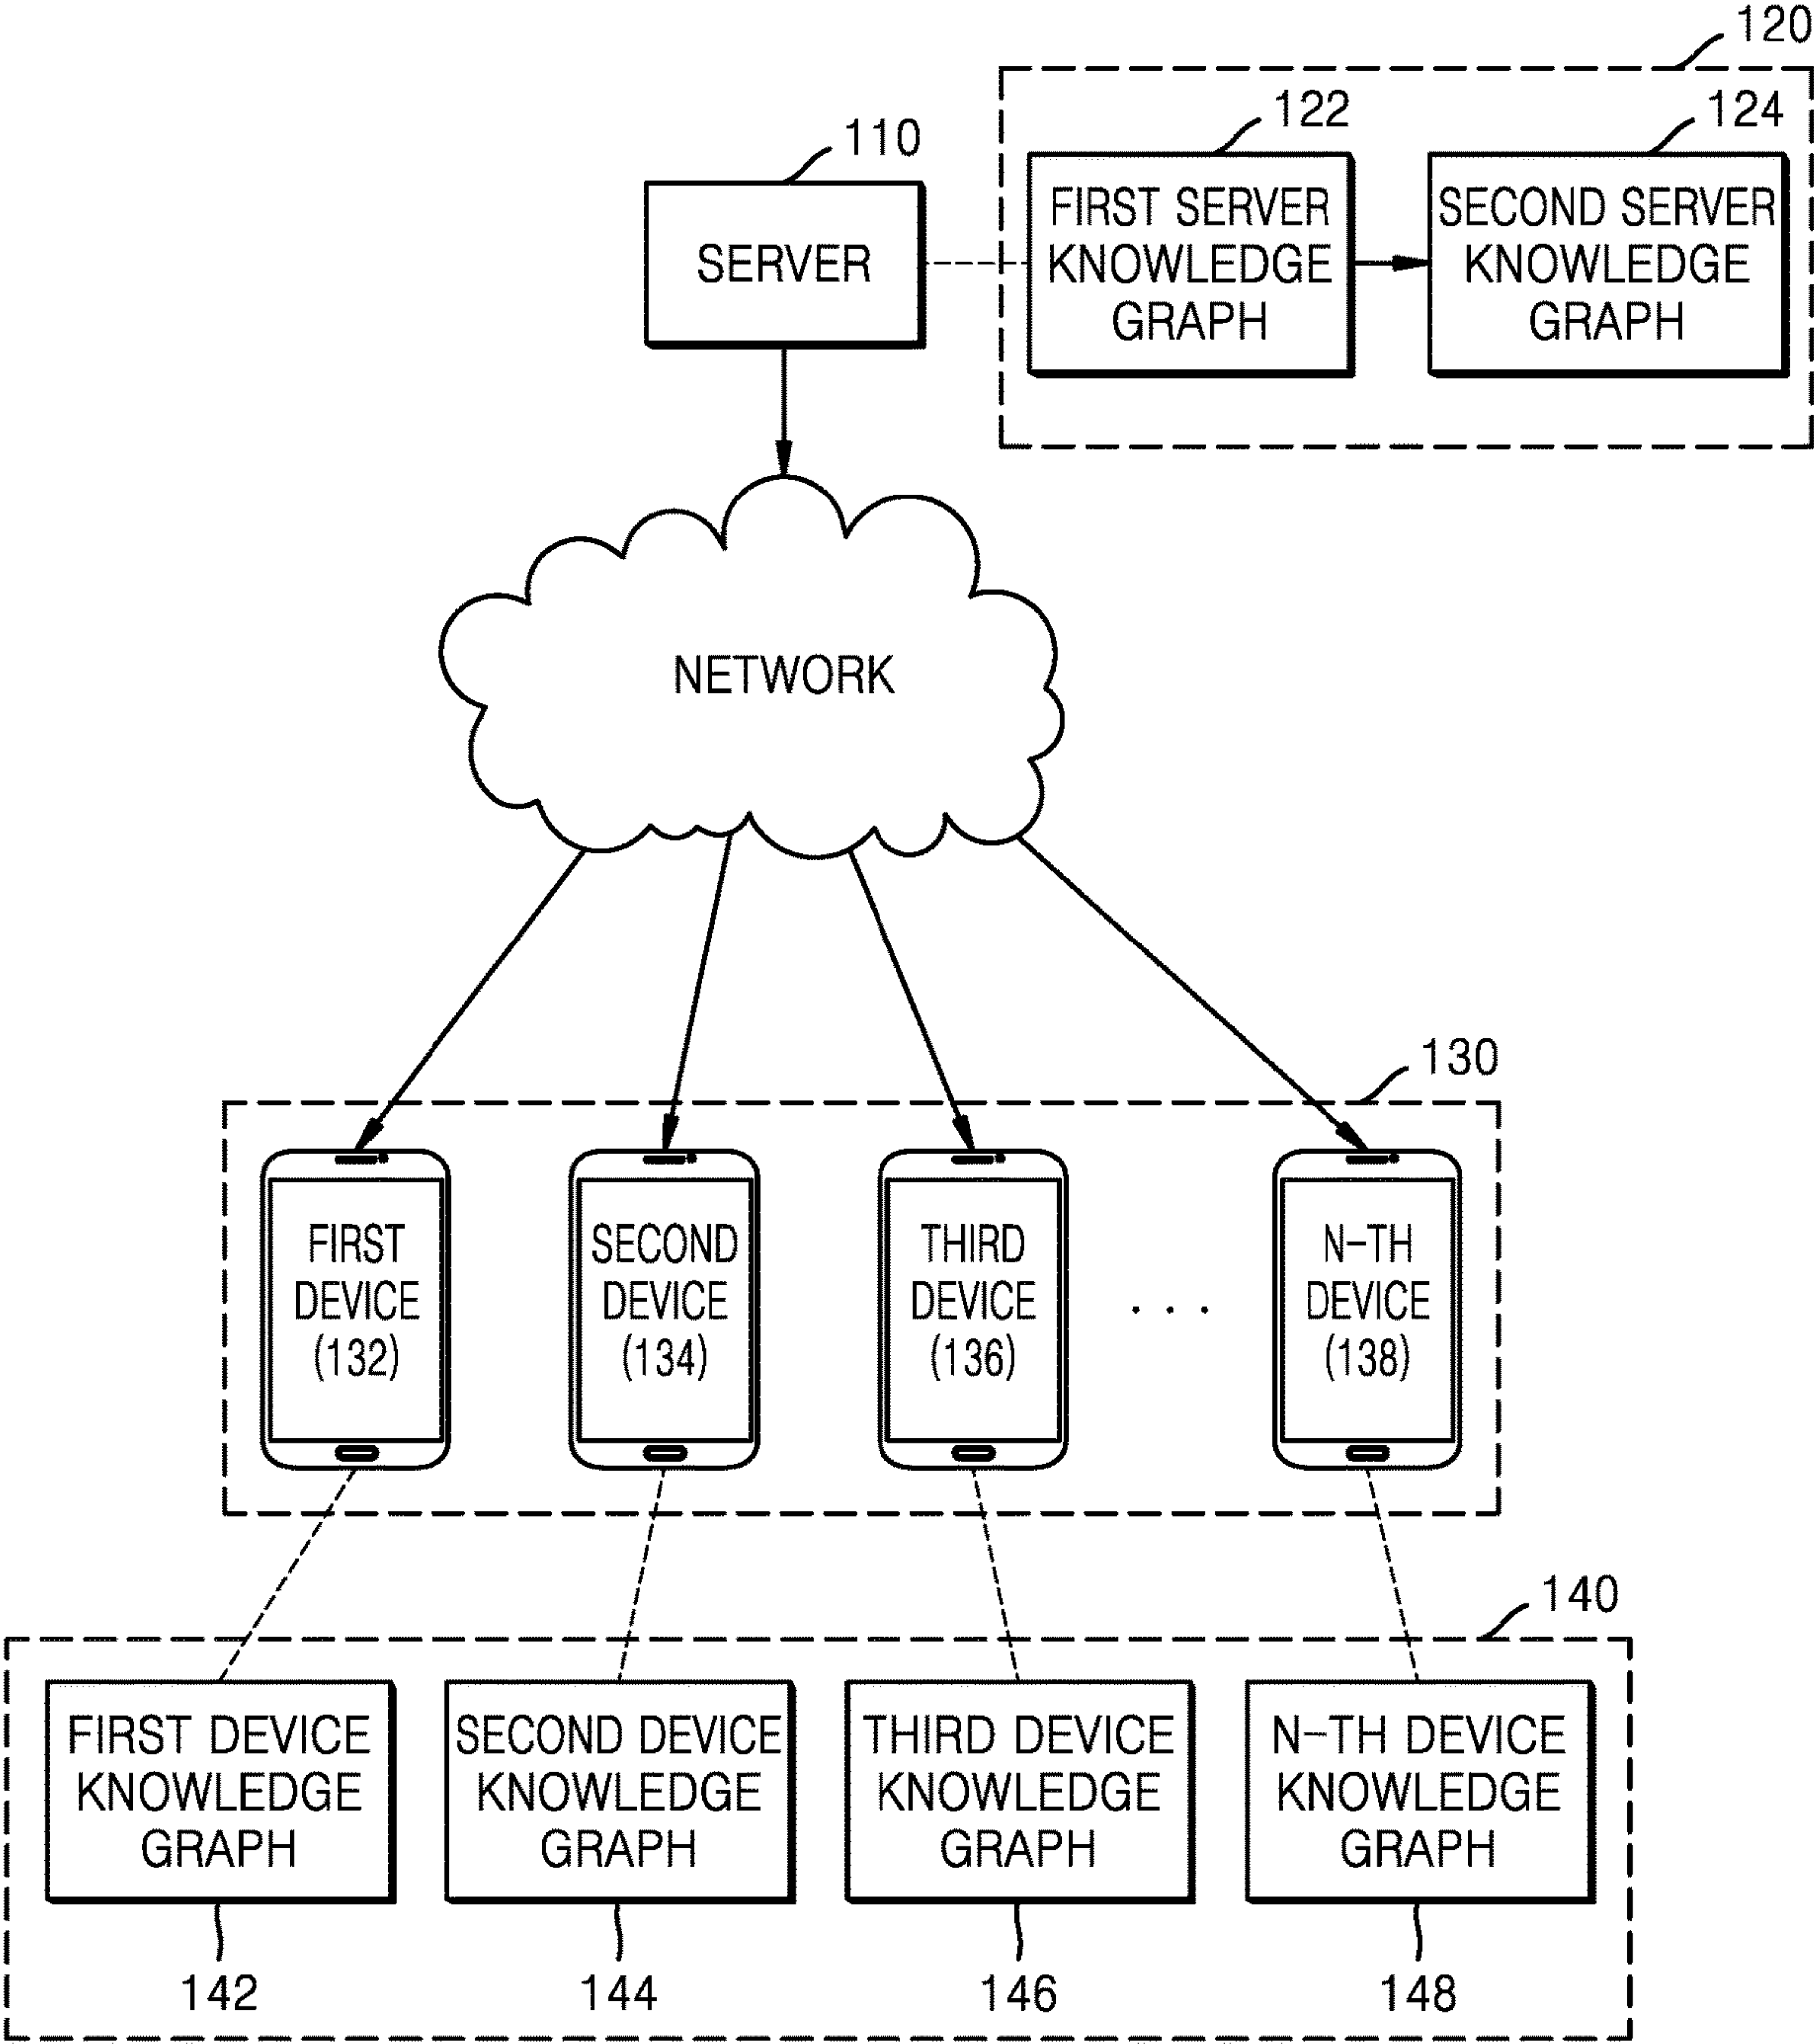 120
122
124
110
FIRST SERVER
KNOWLEDGE
GRAPH
SECOND SERVER
KNOWLEDGE
GRAPH
SERVER
NETWORK
130
FIRST
DEVICE
(132)
SECOND
DEVICE
(134)
THIRD
DEVICE
(136)
. . .
N-TH
DEVICE
(138)
140
FIRST DEVICE
KNOWLEDGE
GRAPH
SECOND DEVICE
KNOWLEDGE
GRAPH
THIRD DEVICE
KNOWLEDGE
GRAPH
N-TH DEVICE
KNOWLEDGE
GRAPH
142
144
146
148